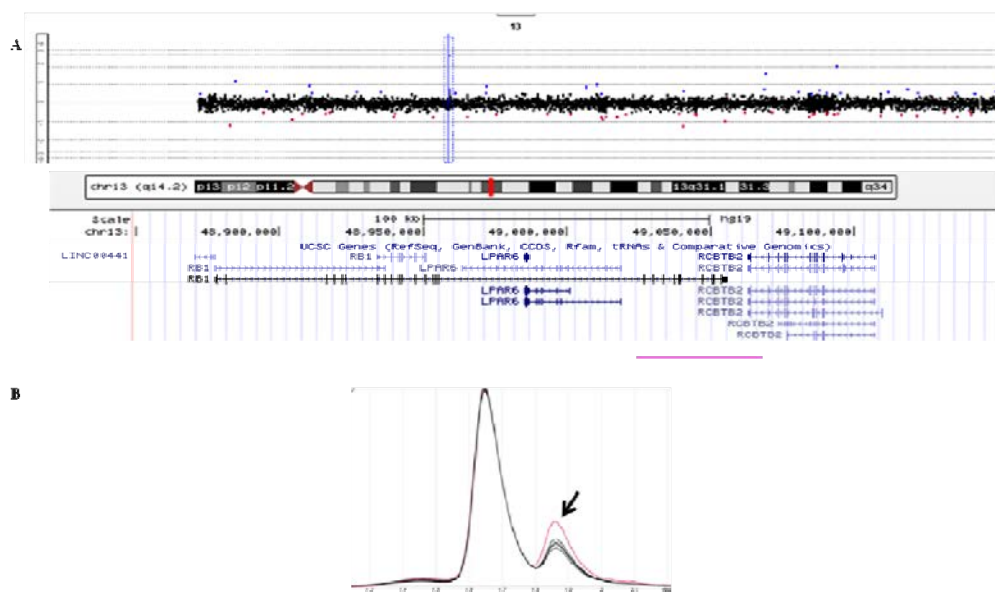 13
A
chr13 (q14.2) p13 p12 p11.2 13q31.1 31.3 q34
Scale 100 kb hg19
chr13: 48,900,000 48,950,000 49,000,000 49,050,000 49,100,000
UCSC Genes (RefSeq, GenBank, CCDS, Rfam, tRNAs & Comparative Genomics)
LINC00441 RB1 LPAR6 RCBTB2
RB1 LPAR6 RCBTB2
RB1
LPAR6 RCBTB2
LPAR6 RCBTB2
RCBTB2
RCBTB2
RCBTB2
B